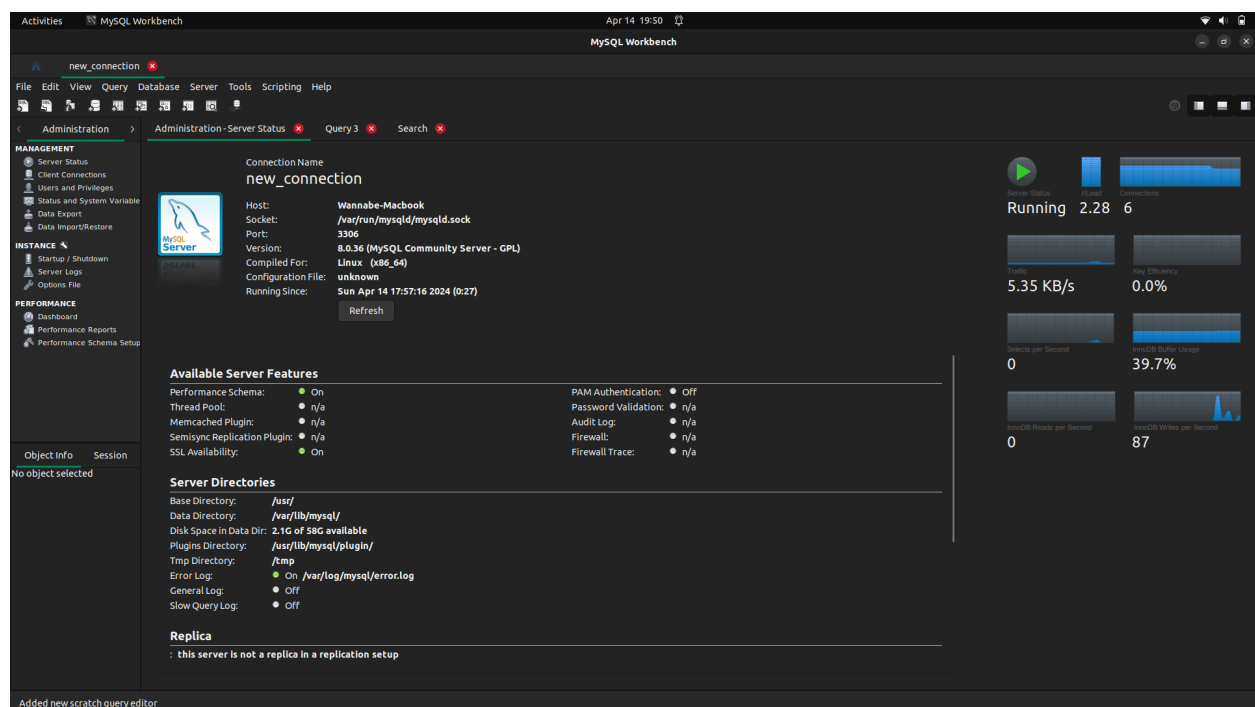 Activities MySQL Workbench Apr 14 19:50
MySQL Workbench
new_connection
File Edit View Query Database Server Tools Scripting Help
Administration
Administration - Server Status Query 3 Search
MANAGEMENT
Server Status
Client Connections
Users and Privileges
Status and System Variable
Data Export
Data Import/Restore
INSTANCE
Startup / Shutdown
Server Logs
Options File
PERFORMANCE
Dashboard
Performance Reports
Performance Schema Setup
Object Info Session
No object selected
Connection Name
new_connection
MySQL
Server
Host: Wannabe-Macbook
Socket: /var/run/mysqld/mysqld.sock
Port: 3306
Version: 8.0.36 (MySQL Community Server - GPL)
Compiled For: Linux (x86_64)
Configuration File: unknown
Running Since: Sun Apr 14 17:57:16 2024 (0:27)
Refresh
Available Server Features
Performance Schema: On PAM Authentication: Off
Thread Pool: n/a Password Validation: n/a
Memcached Plugin: n/a Audit Log: n/a
Semisync Replication Plugin: n/a Firewall: n/a
SSL Availability: On Firewall Trace: n/a
Server Directories
Base Directory: /usr/
Data Directory: /var/lib/mysql/
Disk Space in Data Dir: 2.1G of 58G available
Plugins Directory: /usr/lib/mysql/plugin/
Tmp Directory: /tmp
Error Log: On /var/log/mysql/error.log
General Log: Off
Slow Query Log: Off
Replica
: this server is not a replica in a replication setup
Server Status Load Connections
Running 2.28 6
Traffic Key Efficiency
5.35 KB/s 0.0%
Selects per Second InnoDB Buffer Usage
0 39.7%
InnoDB Reads per Second InnoDB Writes per Second
0 87
Added new scratch query editor